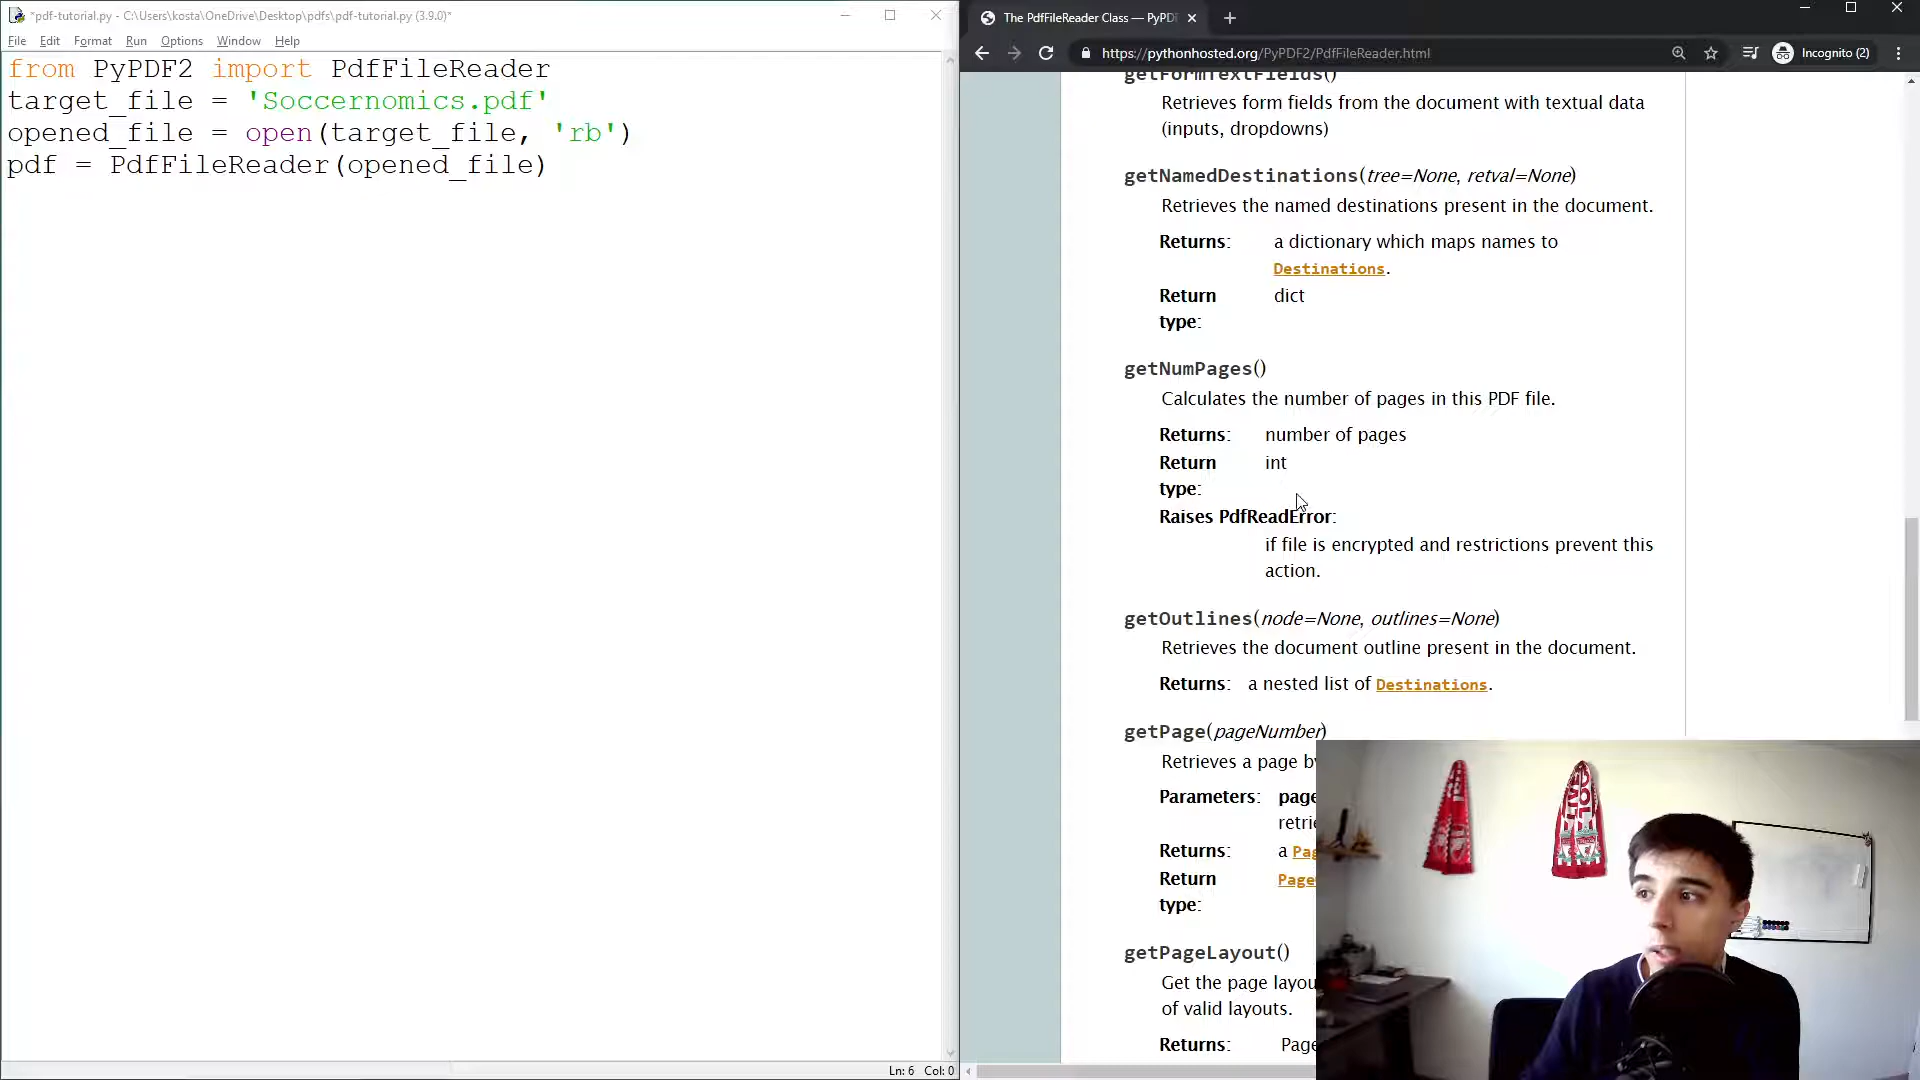 *pdf-tutorial.py - C:\Users\kosta\OneDrive\Desktop\pdfs\pdf-tutorial.py (3.9.0)*
File Edit Format Run Options Window Help
from PyPDF2 import PdfFileReader
target_file = 'Soccernomics.pdf'
opened_file = open(target_file, 'rb')
pdf = PdfFileReader(opened_file)
Ln: 6 Col: 0
The PdfFileReader Class — PyPD
https://pythonhosted.org/PyPDF2/PdfFileReader.html
Incognito (2)
getFormTextFields()
Retrieves form fields from the document with textual data
(inputs, dropdowns)
getNamedDestinations(tree=None, retval=None)
Retrieves the named destinations present in the document.
Returns: a dictionary which maps names to
Destinations.
Return dict
type:
getNumPages()
Calculates the number of pages in this PDF file.
Returns: number of pages
Return int
type:
Raises PdfReadError:
if file is encrypted and restrictions prevent this
action.
getOutlines(node=None, outlines=None)
Retrieves the document outline present in the document.
Returns: a nested list of Destinations.
getPage(pageNumber)
Retrieves a page by
Parameters: page
retrie
Returns: a Pag
Return Page
type:
getPageLayout()
Get the page layou
of valid layouts.
Returns: Page